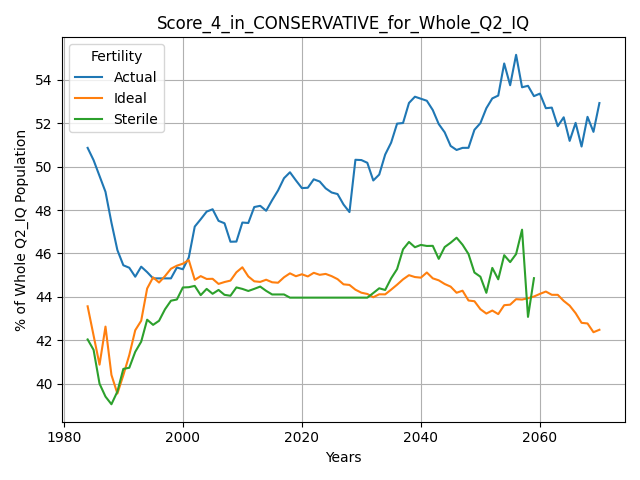 Score_4_in_CONSERVATIVE_for_Whole_Q2_IQ
Fertility
Actual
Ideal
Sterile
% of Whole Q2_IQ Population
54
52
50
48
46
44
42
40
1980
2000
2020
2040
2060
Years